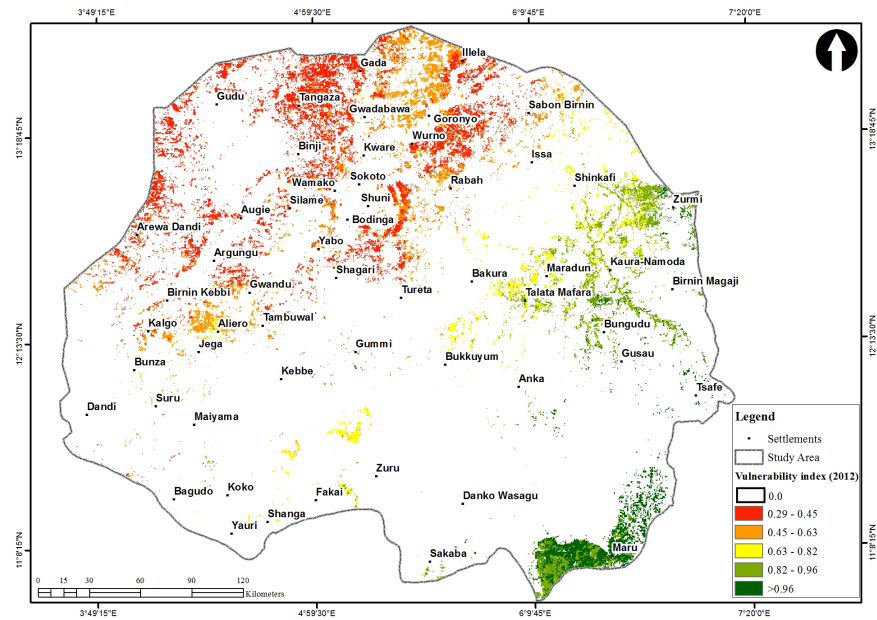 3°49'15"E 4°59'30"E 6°9'45"E 7°20'0"E
Illela
Gada
Gudu
Tangaza
Sabon Birnin
Gwadabawa
Goronyo
13°18'45"N
13°18'45"N
Wurno
Binji
Kware
Issa
Sokoto
Wamako
Rabah
Shinkafi
Silame
Shuni
Zurmi
Augie
Bodinga
Arewa Dandi
Yabo
Argungu
Kaura-Namoda
Shagari
Bakura
Maradun
Birnin Magaji
Gwandu
Birnin Kebbi
Tureta
Talata Mafara
Kalgo
Aliero
Tambuwal
Bungudu
12°13'30"N
12°13'30"N
Jega
Gummi
Bunza
Bukkuyum
Gusau
Kebbe
Anka
Tsafe
Suru
Dandi
Maiyama
Zuru
Bagudo
Koko
Fakai
Danko Wasagu
Shanga
Yauri
Maru
Sakaba
11°8'15"N
11°8'15"N
Legend
Settlements
Study Area
Vulnerability index (2012)
0.0
0.29 - 0.45
0.45 - 0.63
0.63 - 0.82
0.82 - 0.96
>0.96
0 15 30 60 90 120
Kilometers
3°49'15"E 4°59'30"E 6°9'45"E 7°20'0"E